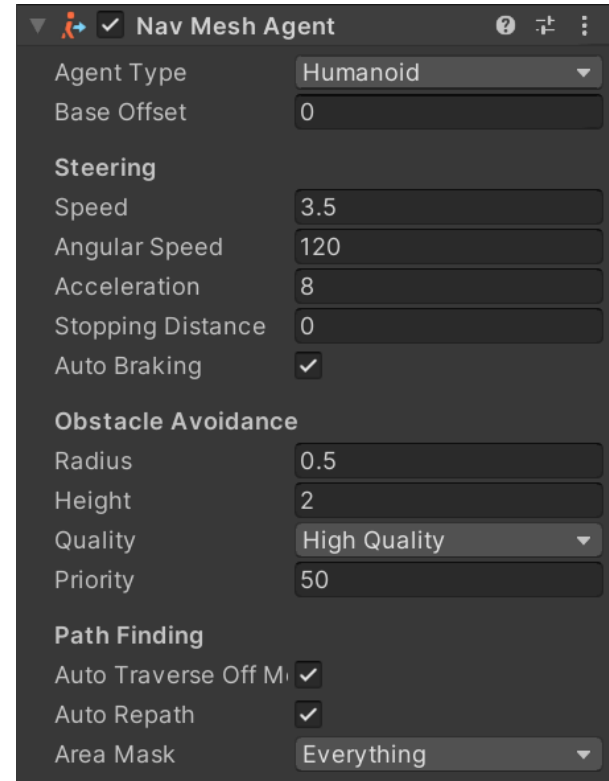 Nav Mesh Agent
Agent Type Humanoid
Base Offset 0
Steering
Speed 3.5
Angular Speed 120
Acceleration 8
Stopping Distance 0
Auto Braking
Obstacle Avoidance
Radius 0.5
Height 2
Quality High Quality
Priority 50
Path Finding
Auto Traverse Off M
Auto Repath
Area Mask Everything